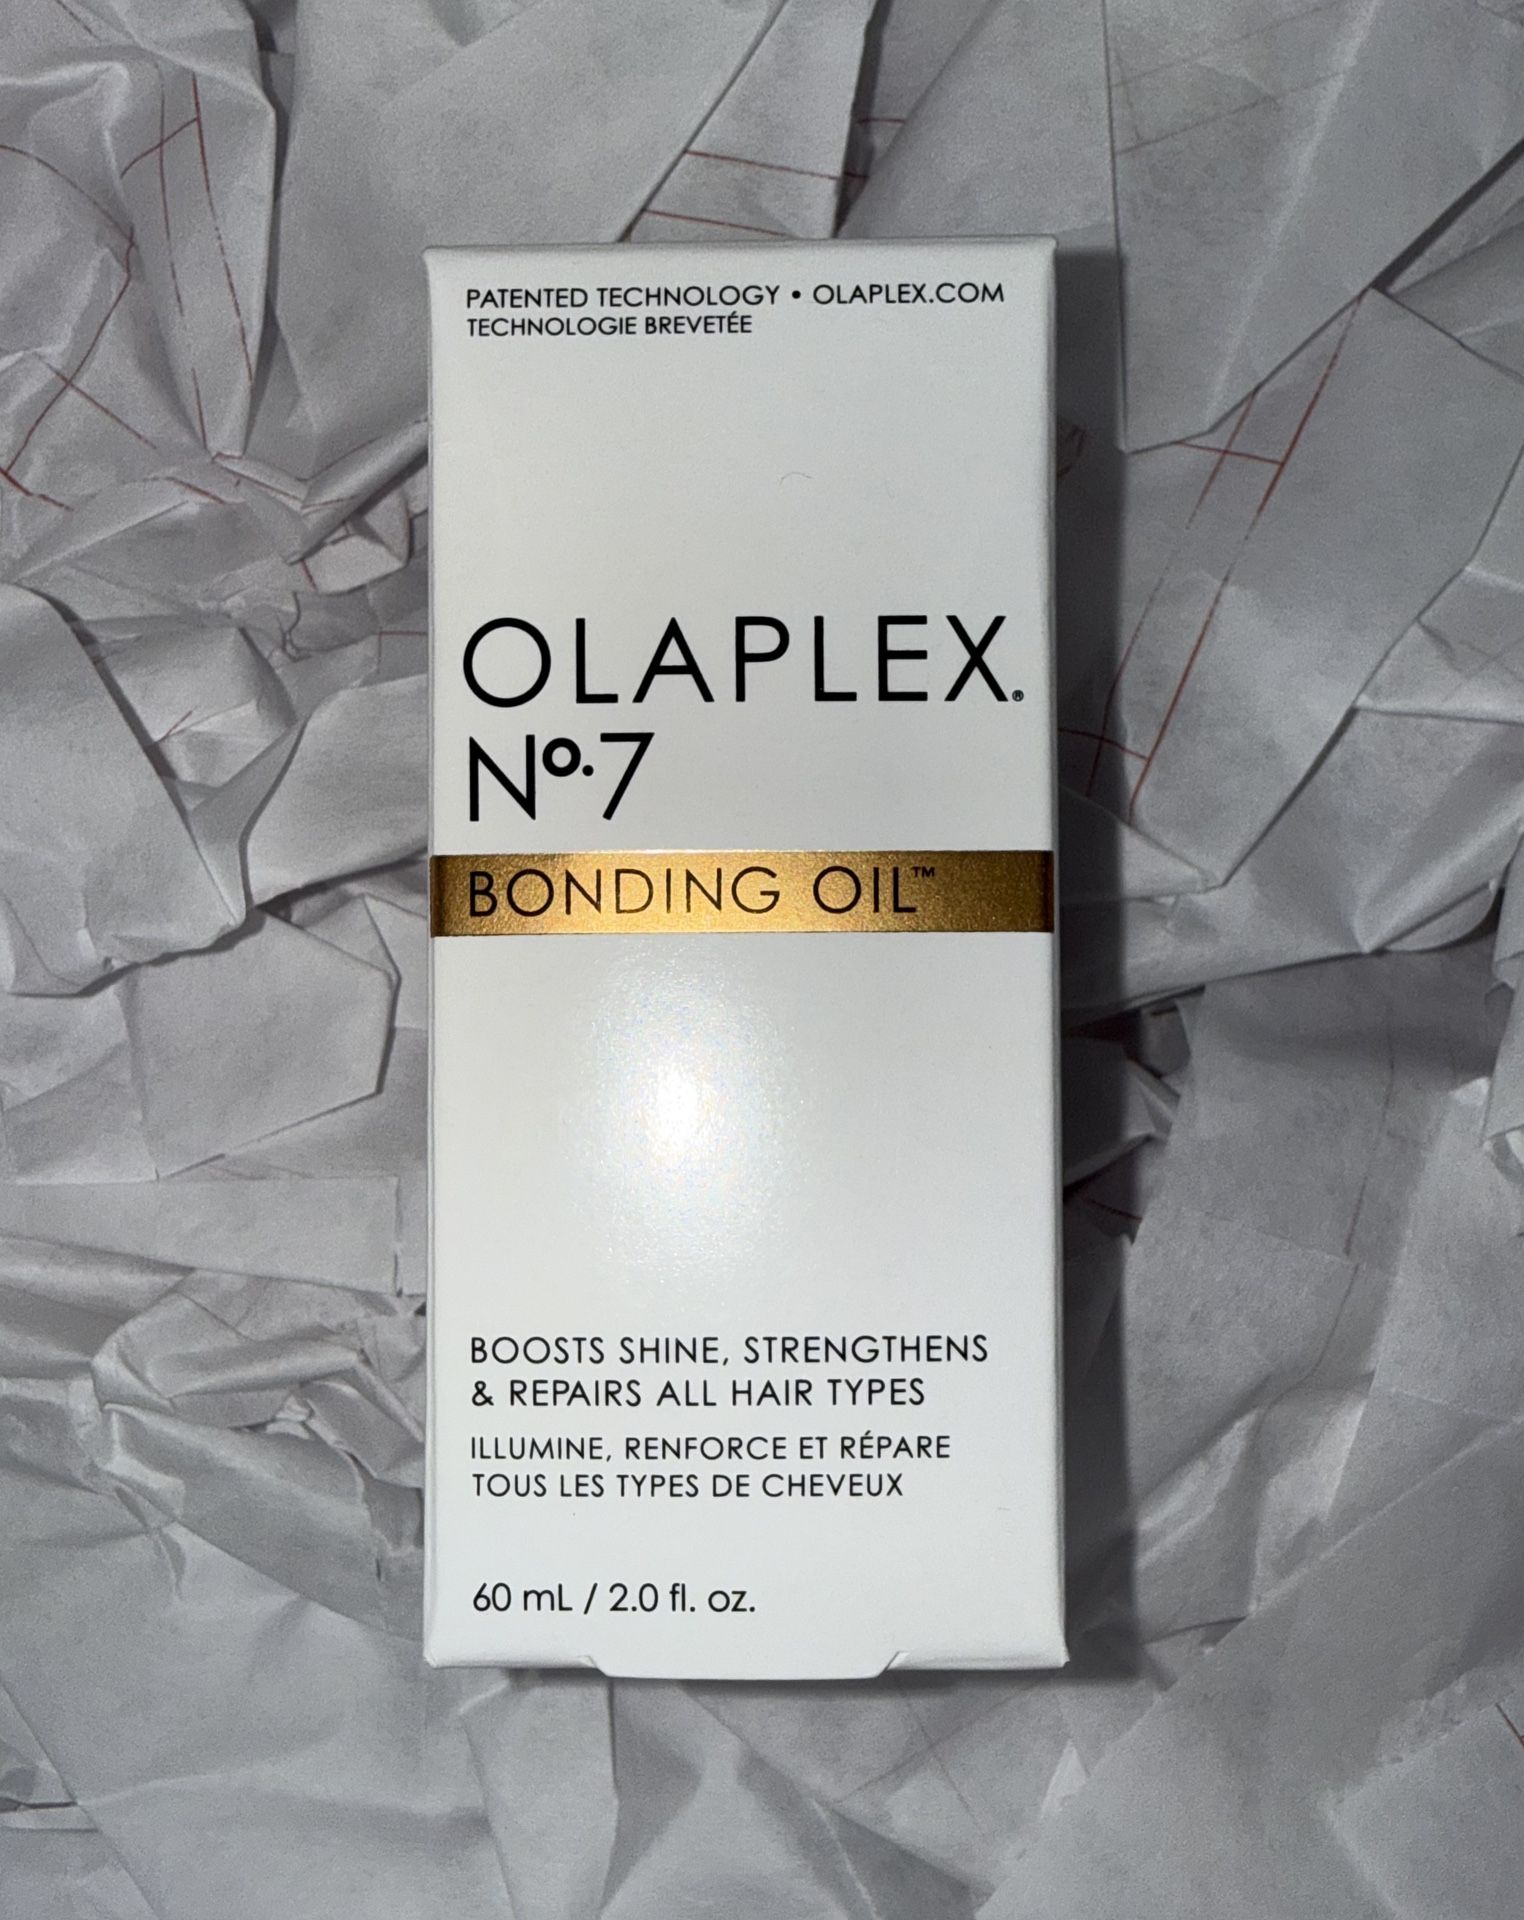 PATENTED TECHNOLOGY • OLAPLEX.COM
TECHNOLOGIE BREVETÉE
OLAPLEX®
Nº.7
BONDING OIL™
BOOSTS SHINE, STRENGTHENS
& REPAIRS ALL HAIR TYPES
ILLUMINE, RENFORCE ET RÉPARE
TOUS LES TYPES DE CHEVEUX
60 mL / 2.0 fl. oz.